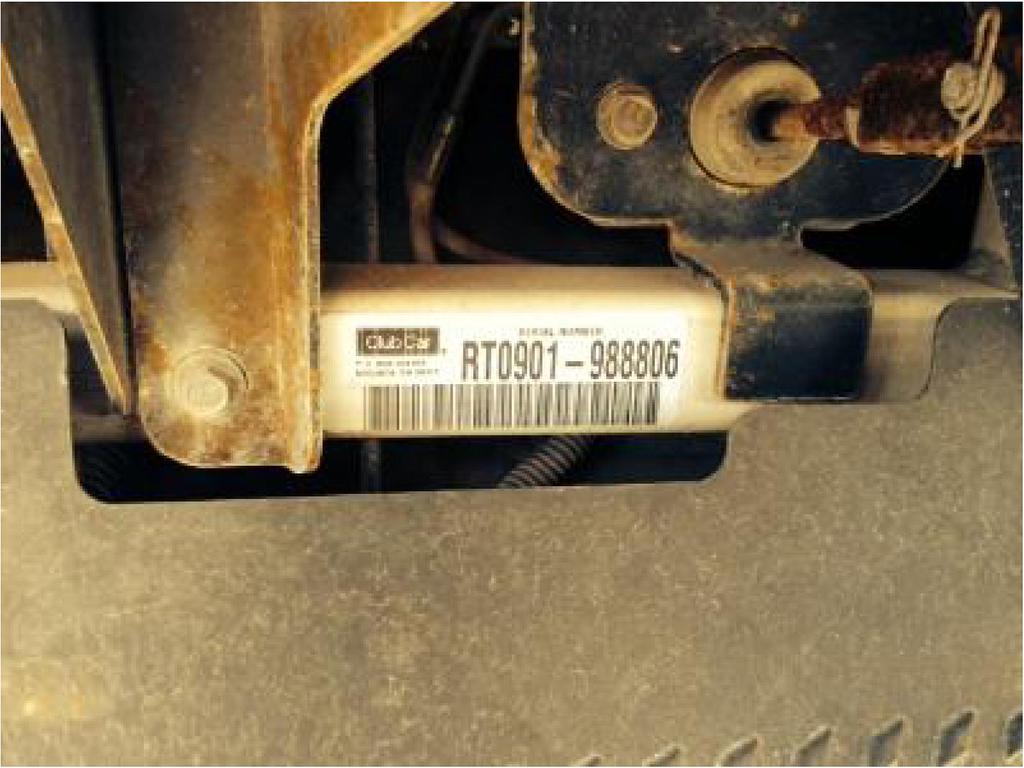 Club Car
SERIAL NUMBER
RT0901-988806